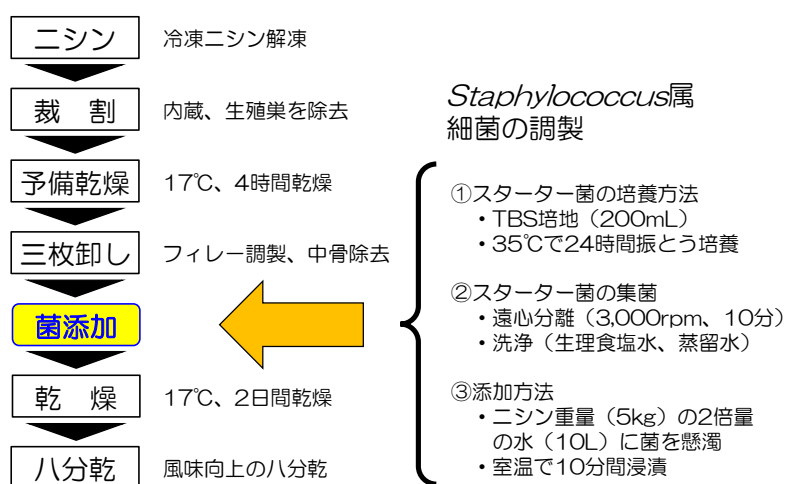 ニシン
冷凍ニシン解凍
裁 割
内蔵、生殖巣を除去
予備乾燥
17℃、4時間乾燥
三枚卸し
フィレー調製、中骨除去
菌添加
乾 燥
17℃、2日間乾燥
八分乾
風味向上の八分乾
Staphylococcus属
細菌の調製
①スターター菌の培養方法
・TBS培地（200mL）
・35℃で24時間振とう培養
②スターター菌の集菌
・遠心分離（3,000rpm、10分）
・洗浄（生理食塩水、蒸留水）
③添加方法
・ニシン重量（5kg）の2倍量
の水（10L）に菌を懸濁
・室温で10分間浸漬